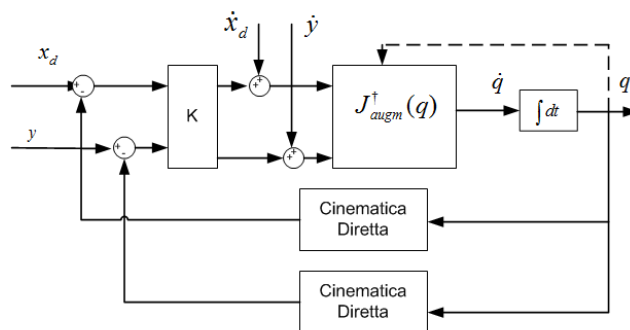 ẋ_d ẏ
x_d
+ -
+ +
K
J†_augm(q)
q̇
∫dt
q
y
+ -
+ +
Cinematica
Diretta
Cinematica
Diretta